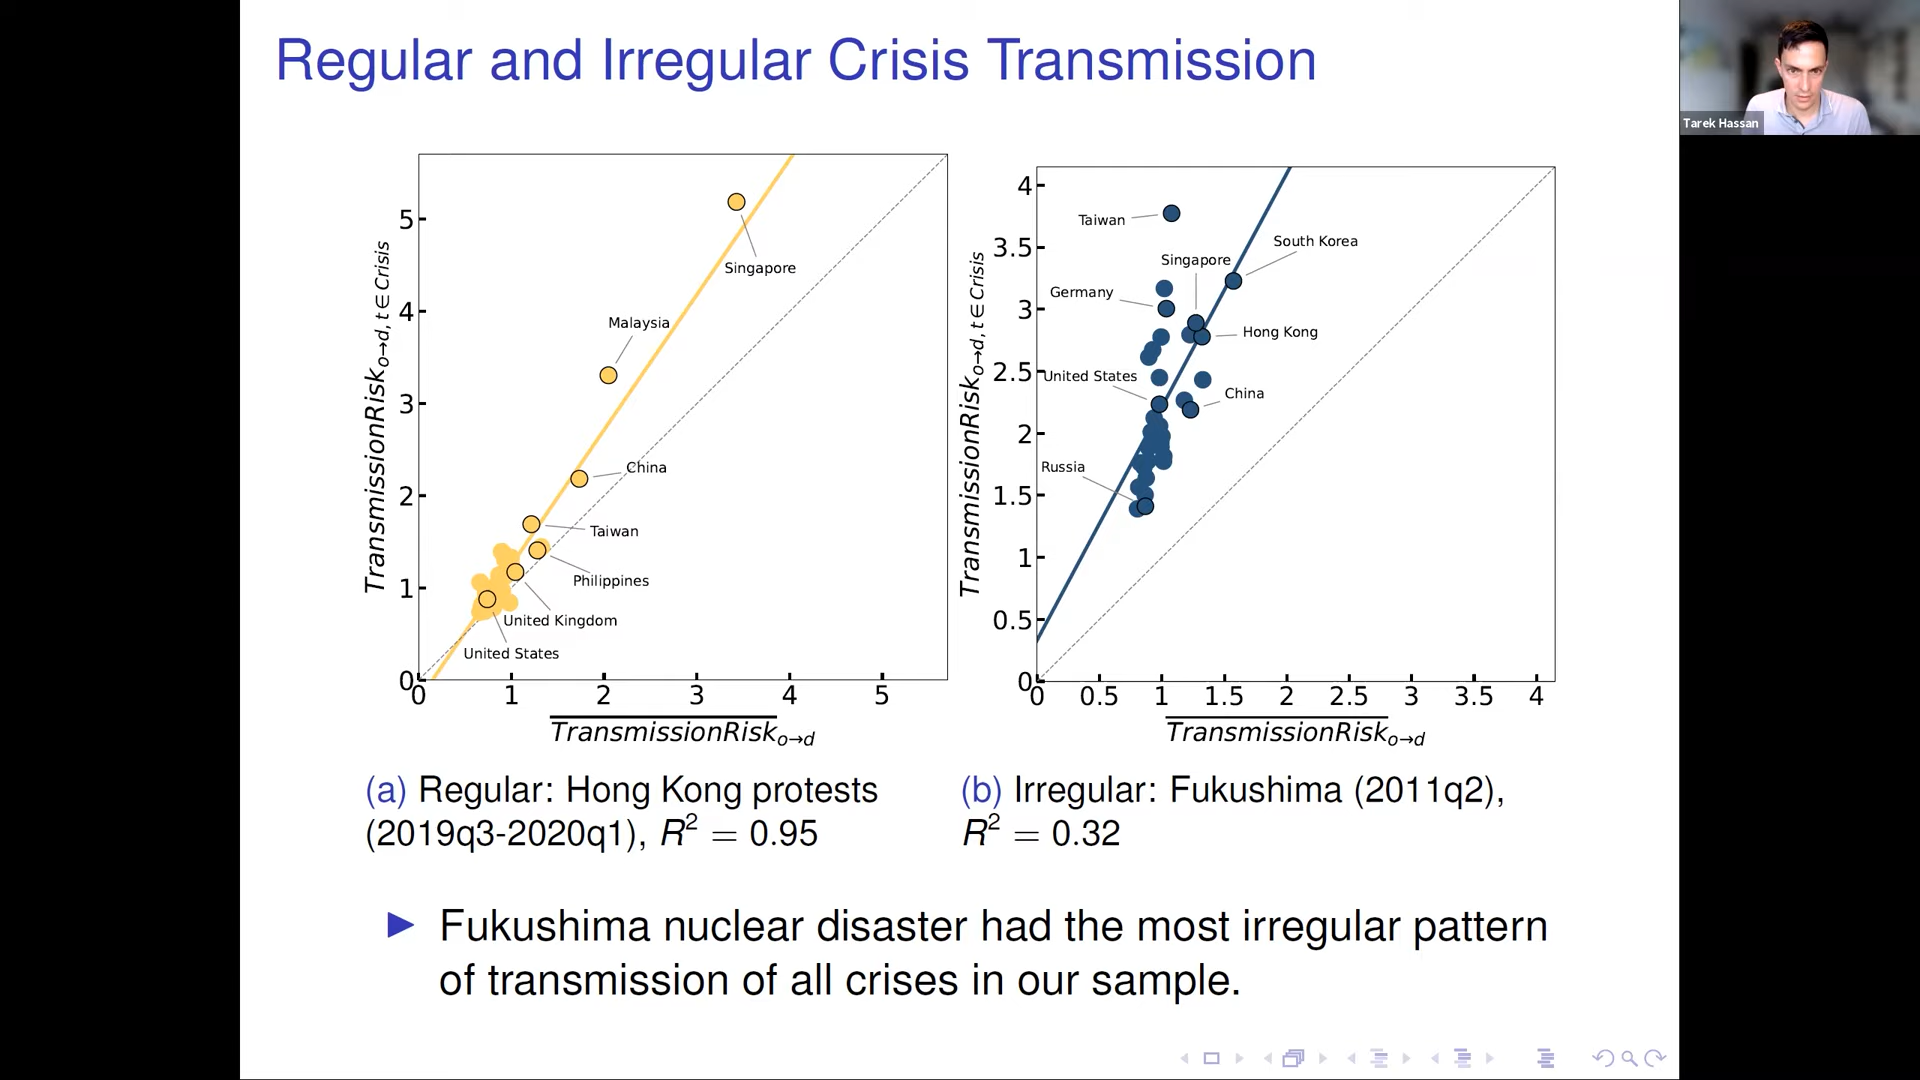 Regular and Irregular Crisis Transmission
Tarek Hassan
TransmissionRisk o→d, t ∈ Crisis
5
4
3
2
1
0
0 1 2 3 4 5
Singapore
Malaysia
China
Taiwan
Philippines
United Kingdom
United States
TransmissionRisk o→d
TransmissionRisk o→d, t ∈ Crisis
4
3.5
3
2.5
2
1.5
1
0.5
0
0 0.5 1 1.5 2 2.5 3 3.5 4
Taiwan
South Korea
Singapore
Germany
Hong Kong
United States
China
Russia
TransmissionRisk o→d
(a) Regular: Hong Kong protests
(2019q3-2020q1), R² = 0.95
(b) Irregular: Fukushima (2011q2),
R² = 0.32
Fukushima nuclear disaster had the most irregular pattern
of transmission of all crises in our sample.